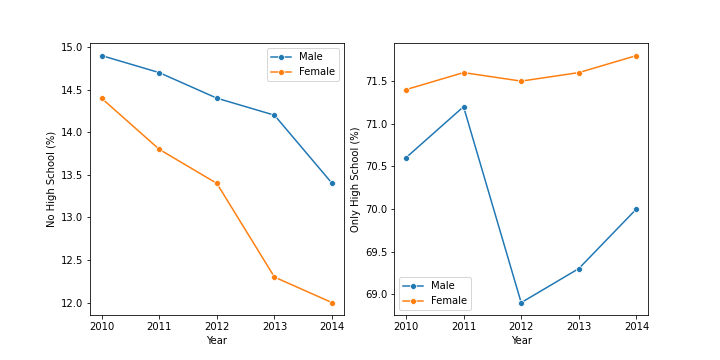 No High School (%)
15.0
14.5
14.0
13.5
13.0
12.5
12.0
Male
Female
2010
2011
2012
2013
2014
Year
Only High School (%)
71.5
71.0
70.5
70.0
69.5
69.0
Male
Female
2010
2011
2012
2013
2014
Year